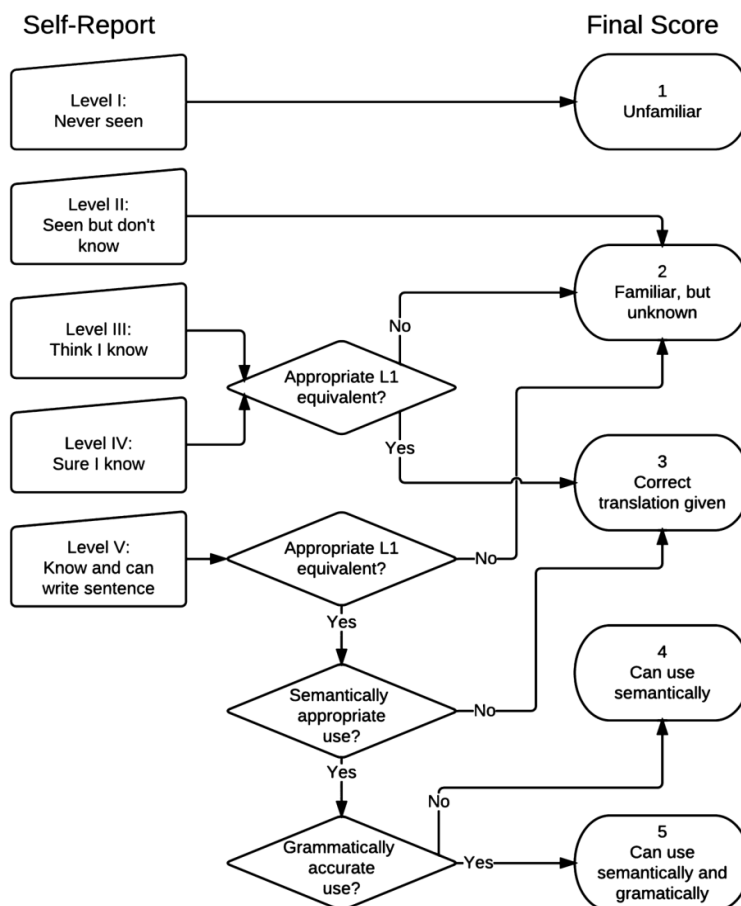 Self-Report
Final Score
Level I:
Never seen
1
Unfamiliar
Level II:
Seen but don't
know
2
Familiar, but
unknown
Level III:
Think I know
No
Appropriate L1
equivalent?
Level IV:
Sure I know
Yes
3
Correct
translation given
Level V:
Know and can
write sentence
Appropriate L1
equivalent?
No
Yes
4
Can use
semantically
Semantically
appropriate
use?
No
Yes
No
Grammatically
accurate
use?
Yes
5
Can use
semantically and
gramatically